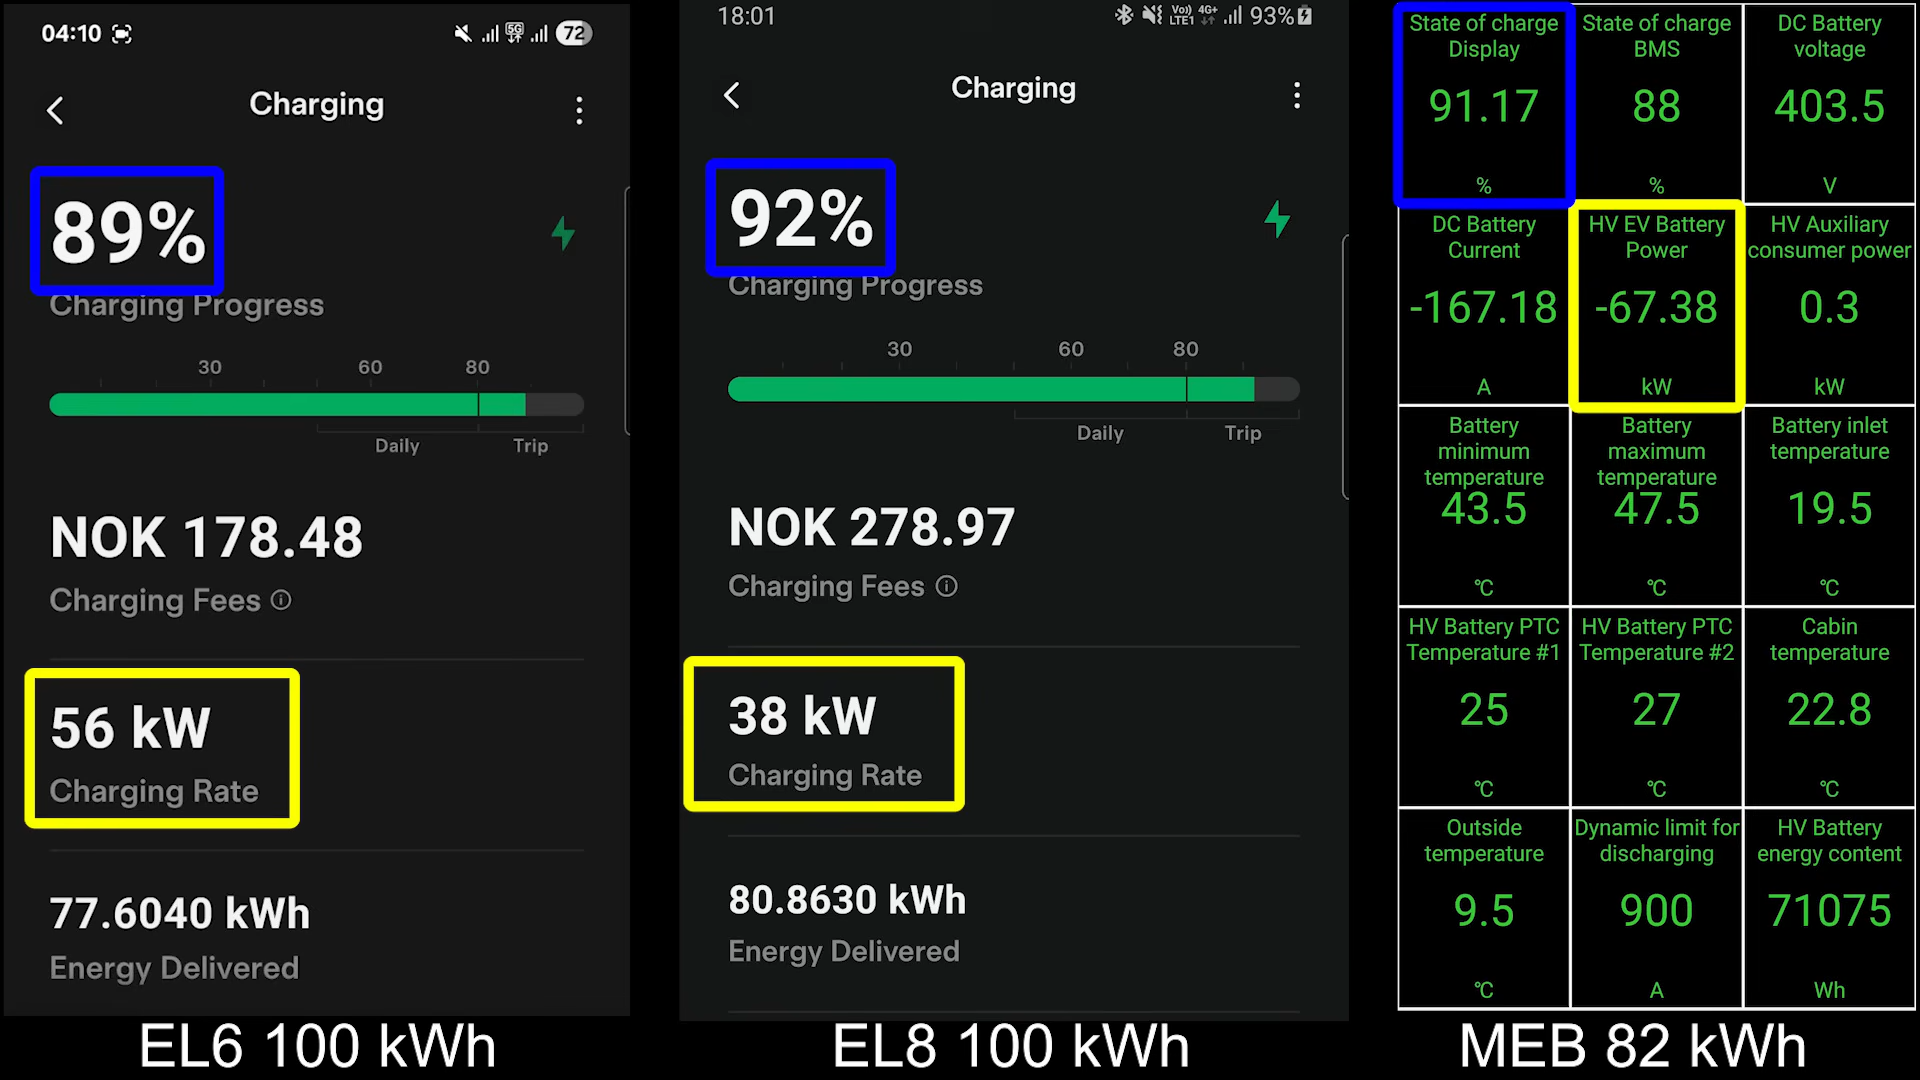 04:10
5G
72
Charging
89%
Charging Progress
30 60 80
Daily Trip
NOK 178.48
Charging Fees
56 kW
Charging Rate
77.6040 kWh
Energy Delivered
EL6 100 kWh
18:01
Vo)) LTE1 4G+ 93%
Charging
92%
Charging Progress
30 60 80
Daily Trip
NOK 278.97
Charging Fees
38 kW
Charging Rate
80.8630 kWh
Energy Delivered
EL8 100 kWh
State of charge
Display
91.17
%
State of charge
BMS
88
%
DC Battery
voltage
403.5
V
DC Battery
Current
-167.18
A
HV EV Battery
Power
-67.38
kW
HV Auxiliary
consumer power
0.3
kW
Battery
minimum
temperature
43.5
°C
Battery
maximum
temperature
47.5
°C
Battery inlet
temperature
19.5
°C
HV Battery PTC
Temperature #1
25
°C
HV Battery PTC
Temperature #2
27
°C
Cabin
temperature
22.8
°C
Outside
temperature
9.5
°C
Dynamic limit for
discharging
900
A
HV Battery
energy content
71075
Wh
MEB 82 kWh